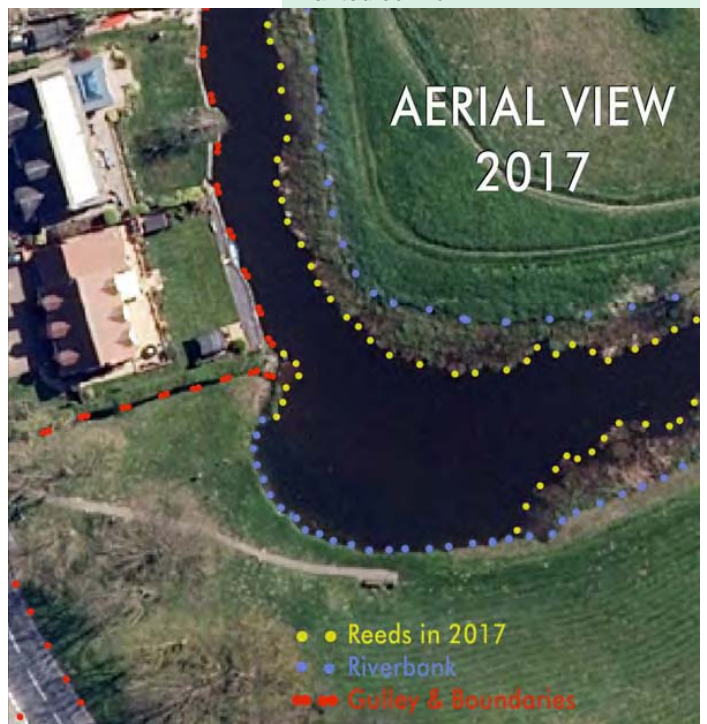 AERIAL VIEW
2017
Reeds in 2017
Riverbank
Gulley & Boundaries